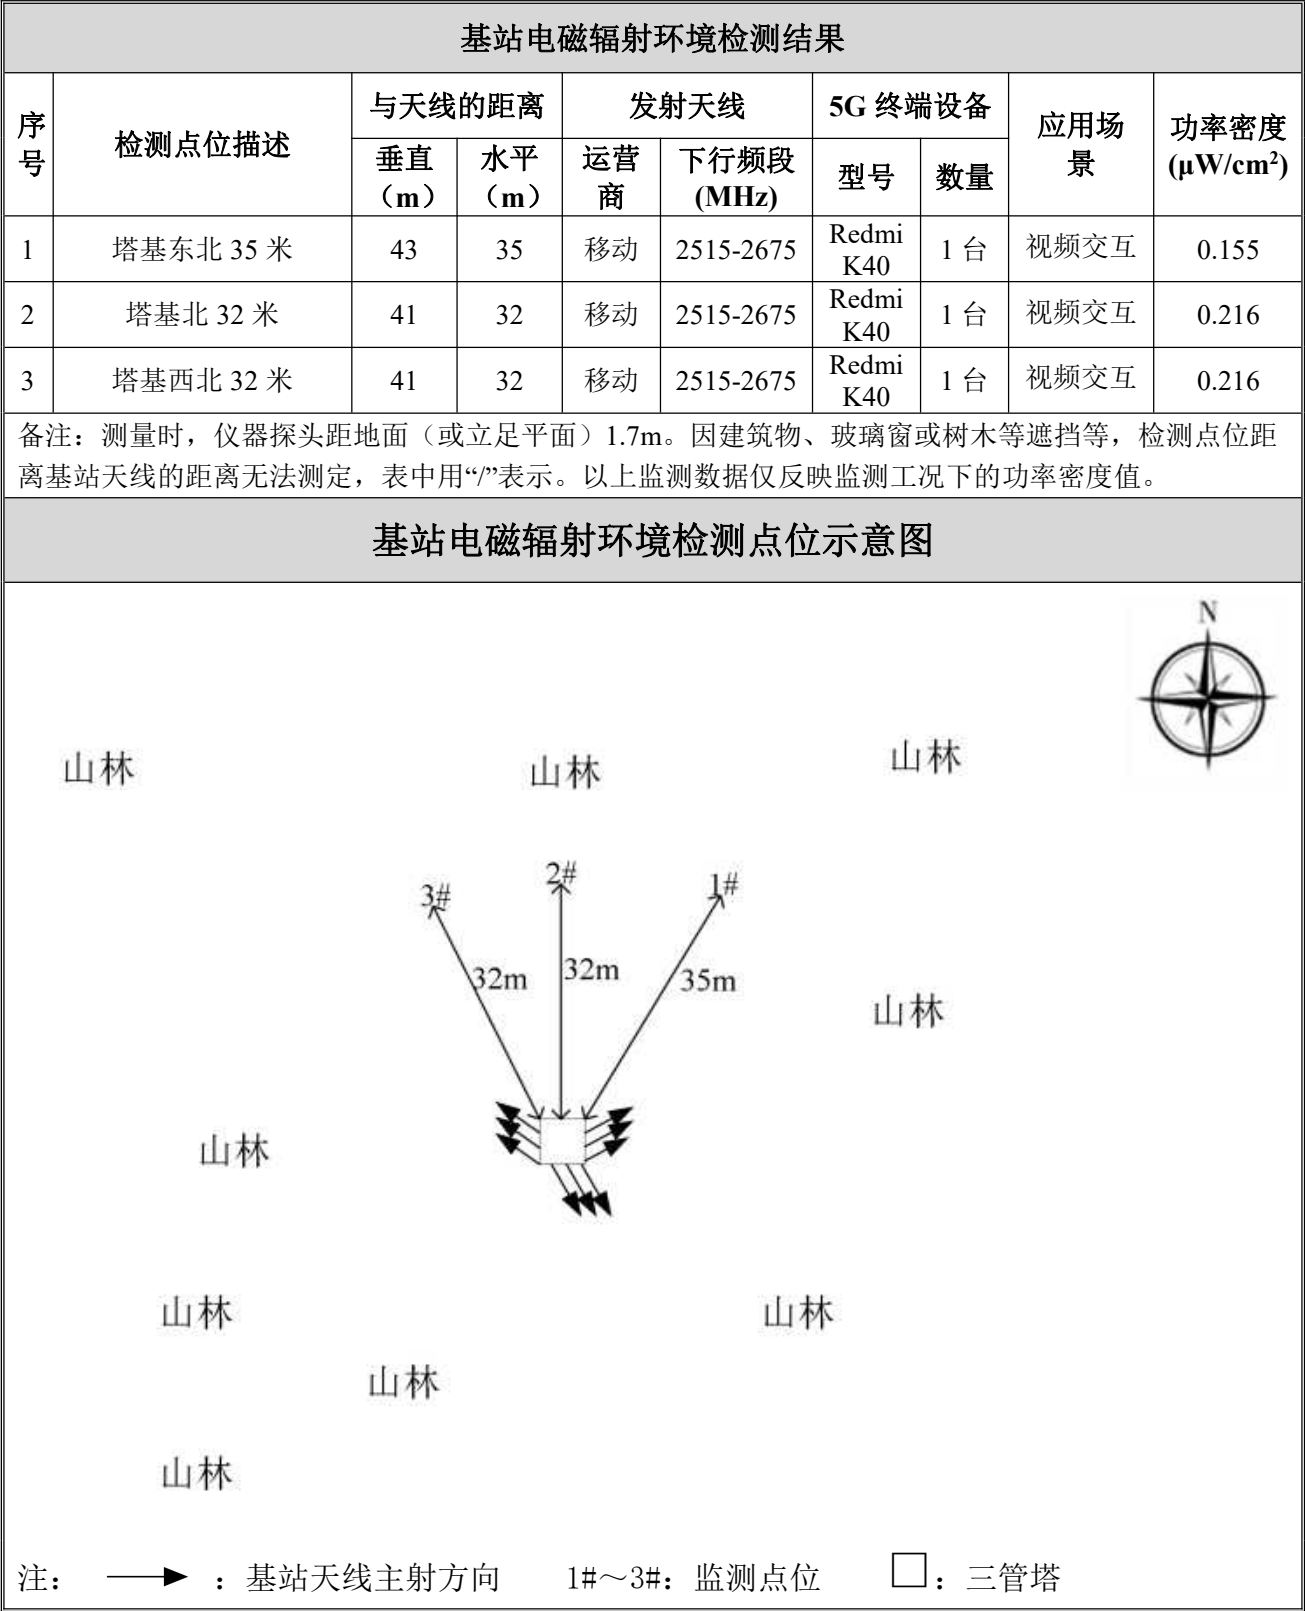 基站电磁辐射环境检测结果
序号 检测点位描述 与天线的距离 发射天线 5G 终端设备 应用场景 功率密度(μW/cm²)
垂直（m） 水平（m） 运营商 下行频段(MHz) 型号 数量
1 塔基东北 35 米 43 35 移动 2515-2675 Redmi K40 1 台 视频交互 0.155
2 塔基北 32 米 41 32 移动 2515-2675 Redmi K40 1 台 视频交互 0.216
3 塔基西北 32 米 41 32 移动 2515-2675 Redmi K40 1 台 视频交互 0.216
备注：测量时，仪器探头距地面（或立足平面）1.7m。因建筑物、玻璃窗或树木等遮挡等，检测点位距
离基站天线的距离无法测定，表中用“/”表示。以上监测数据仅反映监测工况下的功率密度值。
基站电磁辐射环境检测点位示意图
N
山林 山林 山林
3# 2# 1#
32m 32m 35m
山林
山林
山林 山林
山林
山林
注： ：基站天线主射方向 1#～3#：监测点位 ：三管塔